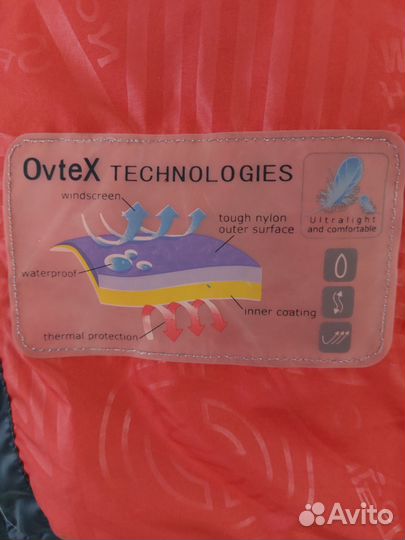 OvteX TECHNOLOGIES
windscreen
tough nylon
outer surface
waterproof
inner coating
thermal protection
Ultralight
and comfortable
Avito